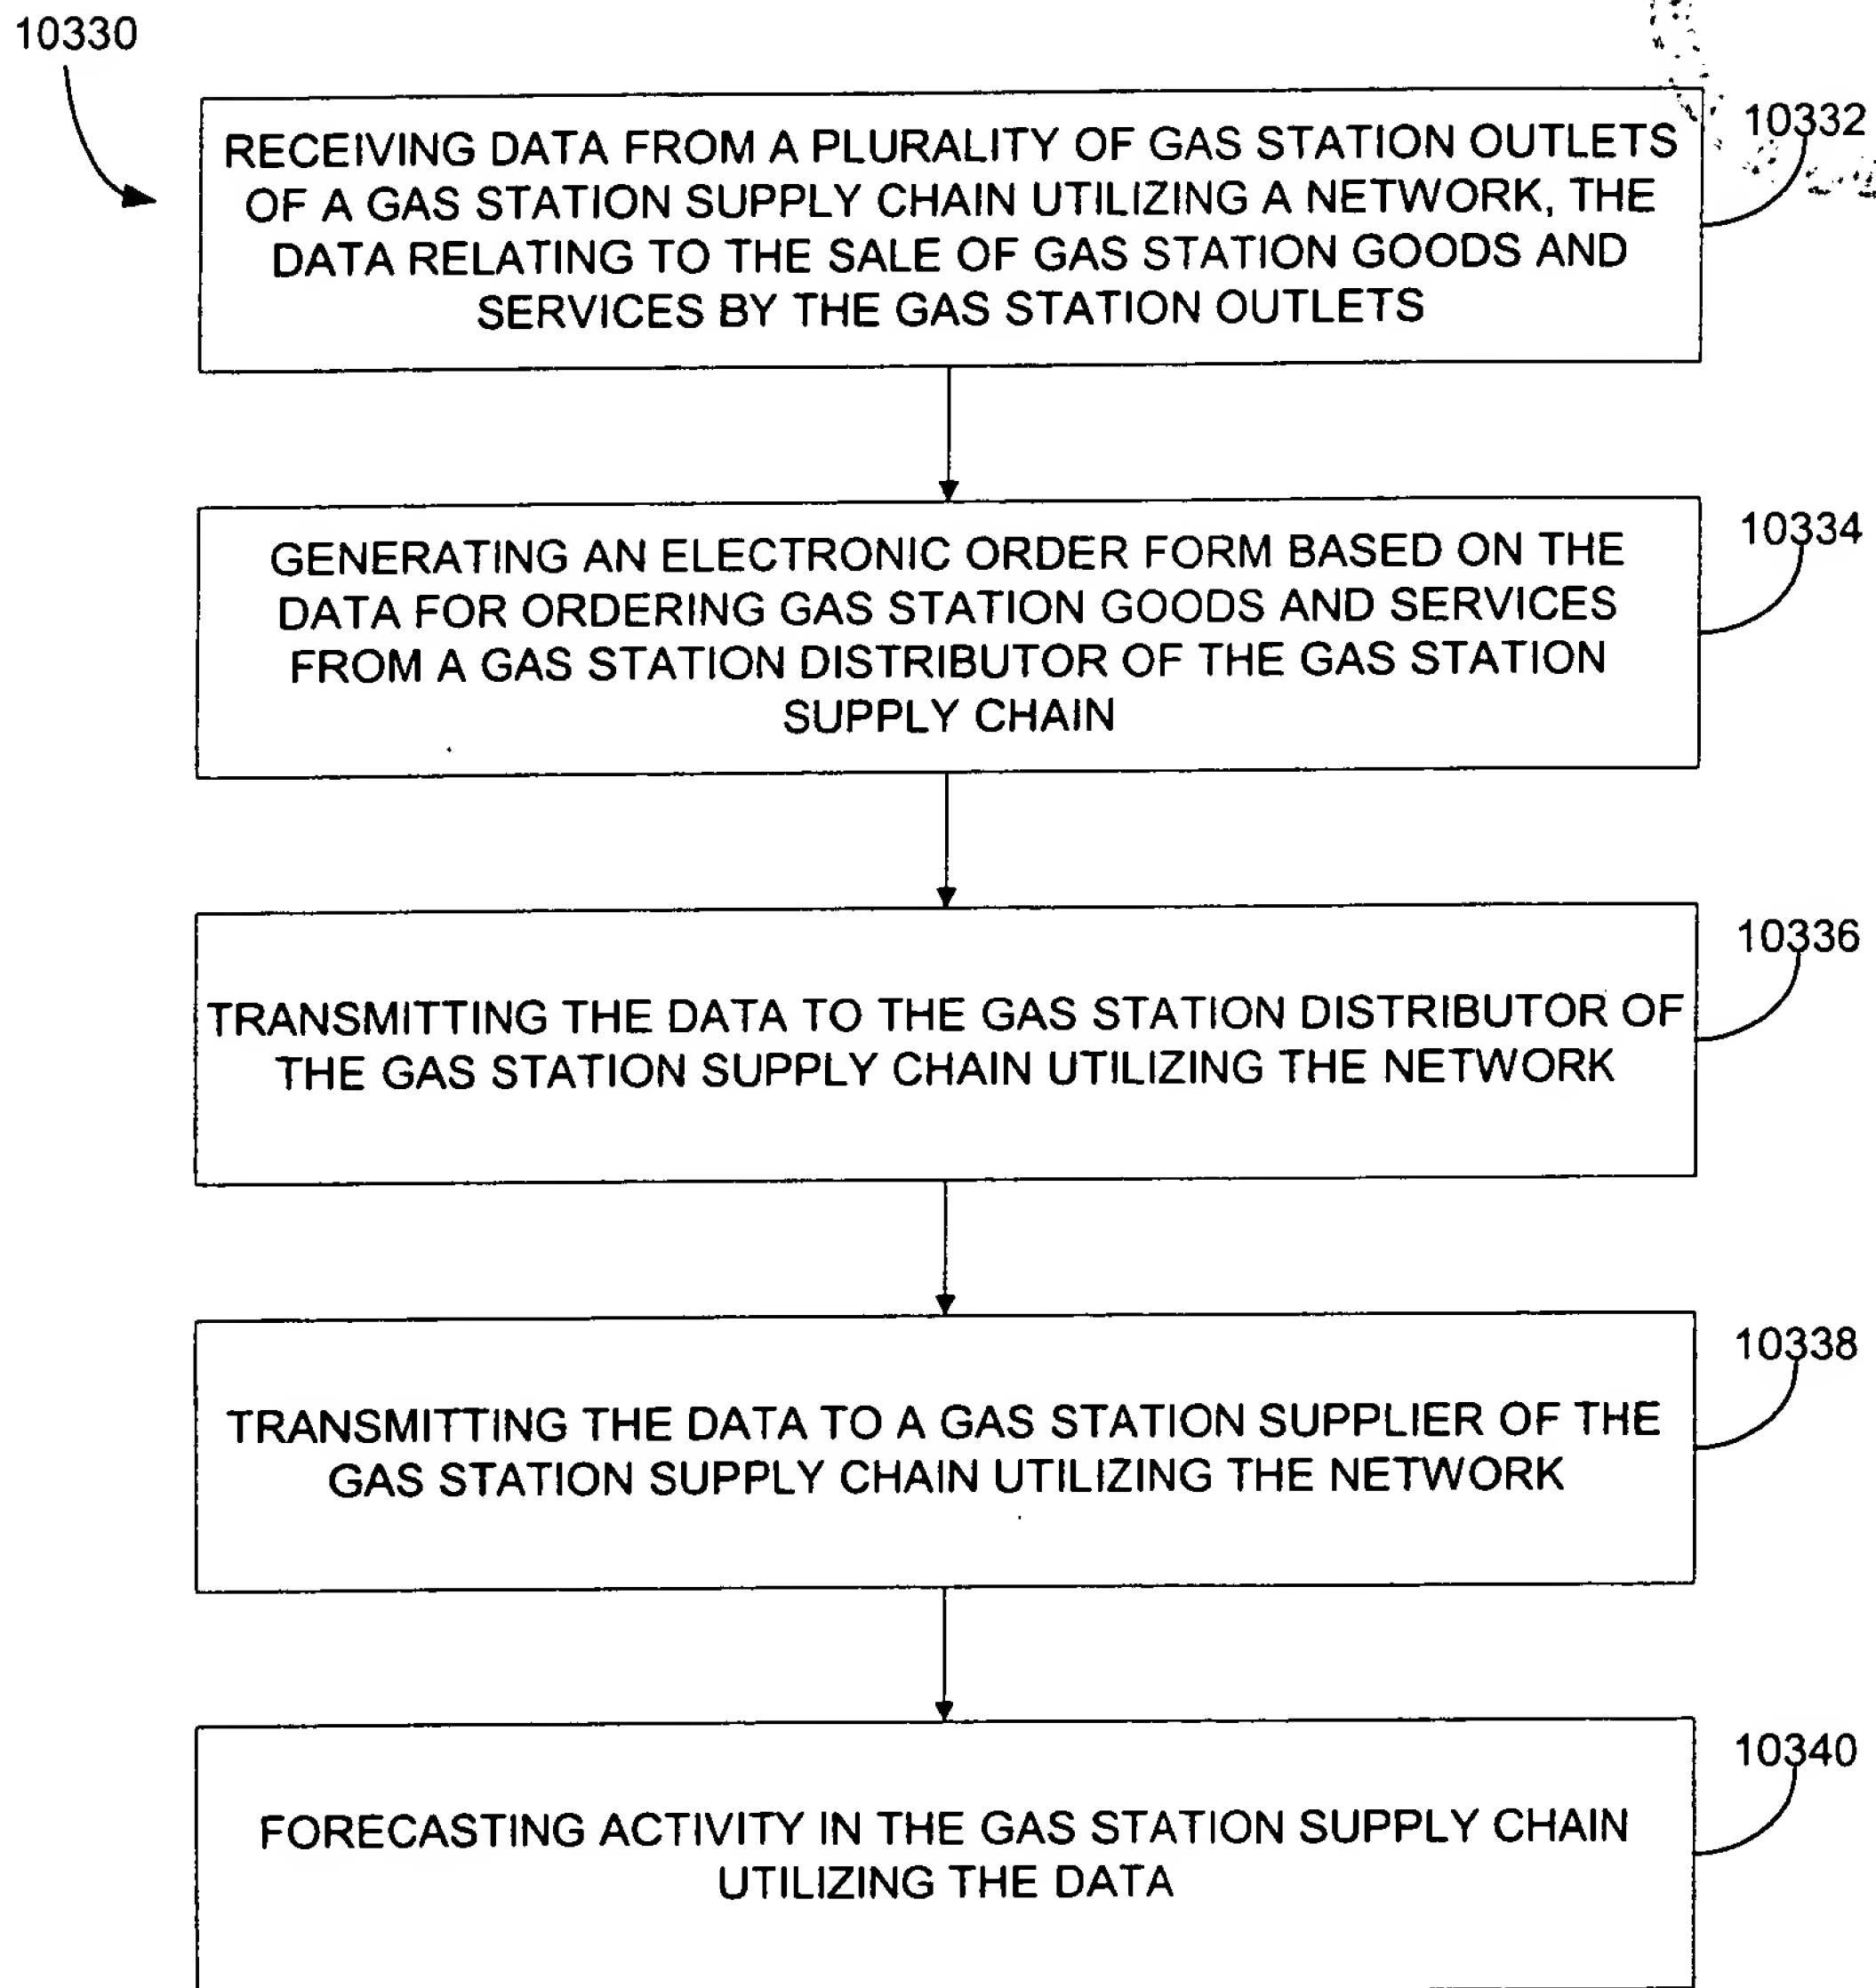 10330
10332
RECEIVING DATA FROM A PLURALITY OF GAS STATION OUTLETS
OF A GAS STATION SUPPLY CHAIN UTILIZING A NETWORK, THE
DATA RELATING TO THE SALE OF GAS STATION GOODS AND
SERVICES BY THE GAS STATION OUTLETS
10334
GENERATING AN ELECTRONIC ORDER FORM BASED ON THE
DATA FOR ORDERING GAS STATION GOODS AND SERVICES
FROM A GAS STATION DISTRIBUTOR OF THE GAS STATION
SUPPLY CHAIN
10336
TRANSMITTING THE DATA TO THE GAS STATION DISTRIBUTOR OF
THE GAS STATION SUPPLY CHAIN UTILIZING THE NETWORK
10338
TRANSMITTING THE DATA TO A GAS STATION SUPPLIER OF THE
GAS STATION SUPPLY CHAIN UTILIZING THE NETWORK
10340
FORECASTING ACTIVITY IN THE GAS STATION SUPPLY CHAIN
UTILIZING THE DATA